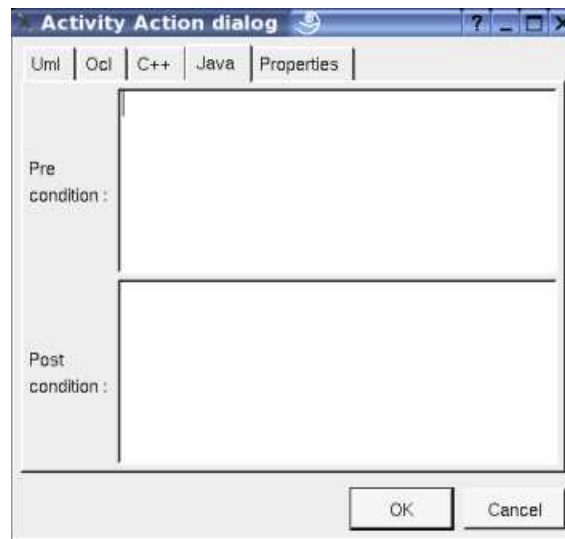 Activity Action dialog ? _
Uml Ocl C++ Java Properties
Pre
condition :
Post
condition :
OK Cancel